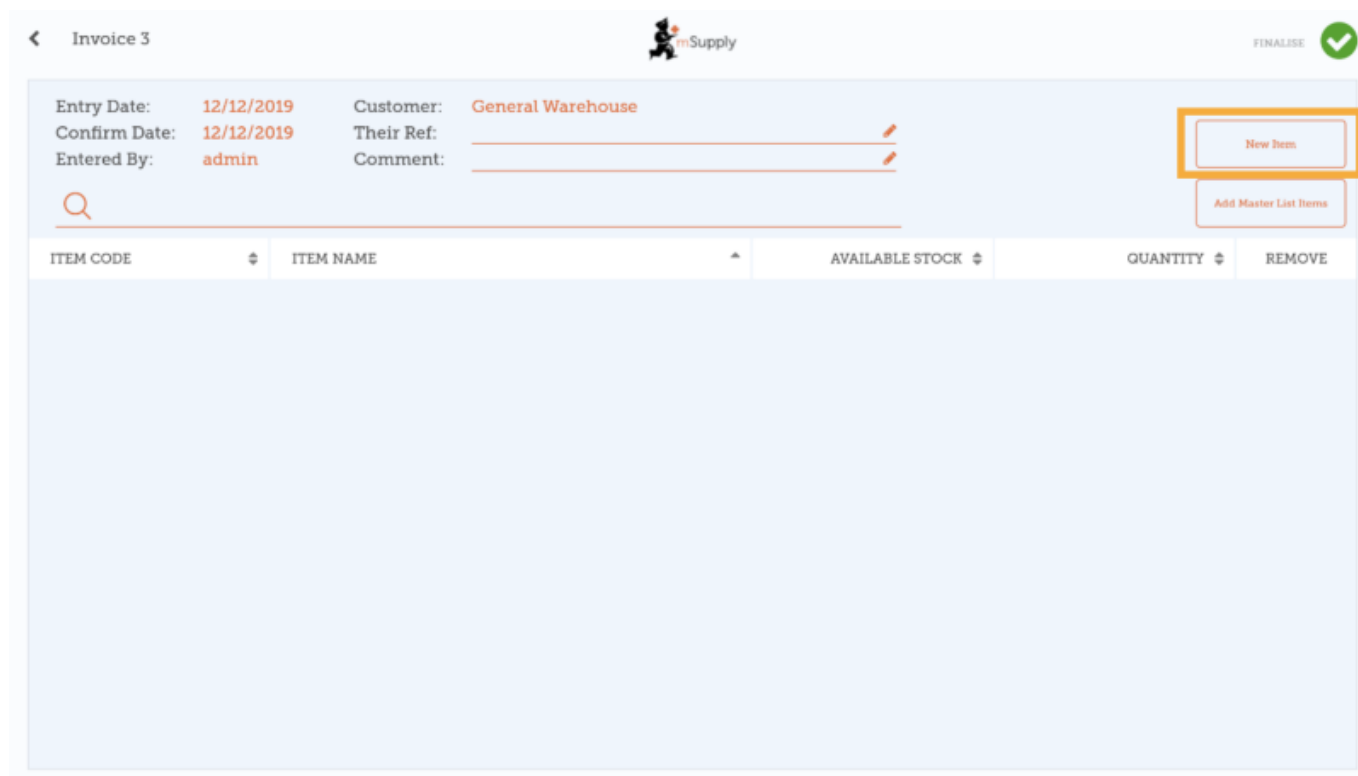 Invoice 3
mSupply
FINALISE
Entry Date: 12/12/2019 Customer: General Warehouse
Confirm Date: 12/12/2019 Their Ref:
Entered By: admin Comment:
New Item
Add Master List Items
ITEM CODE ITEM NAME AVAILABLE STOCK QUANTITY REMOVE